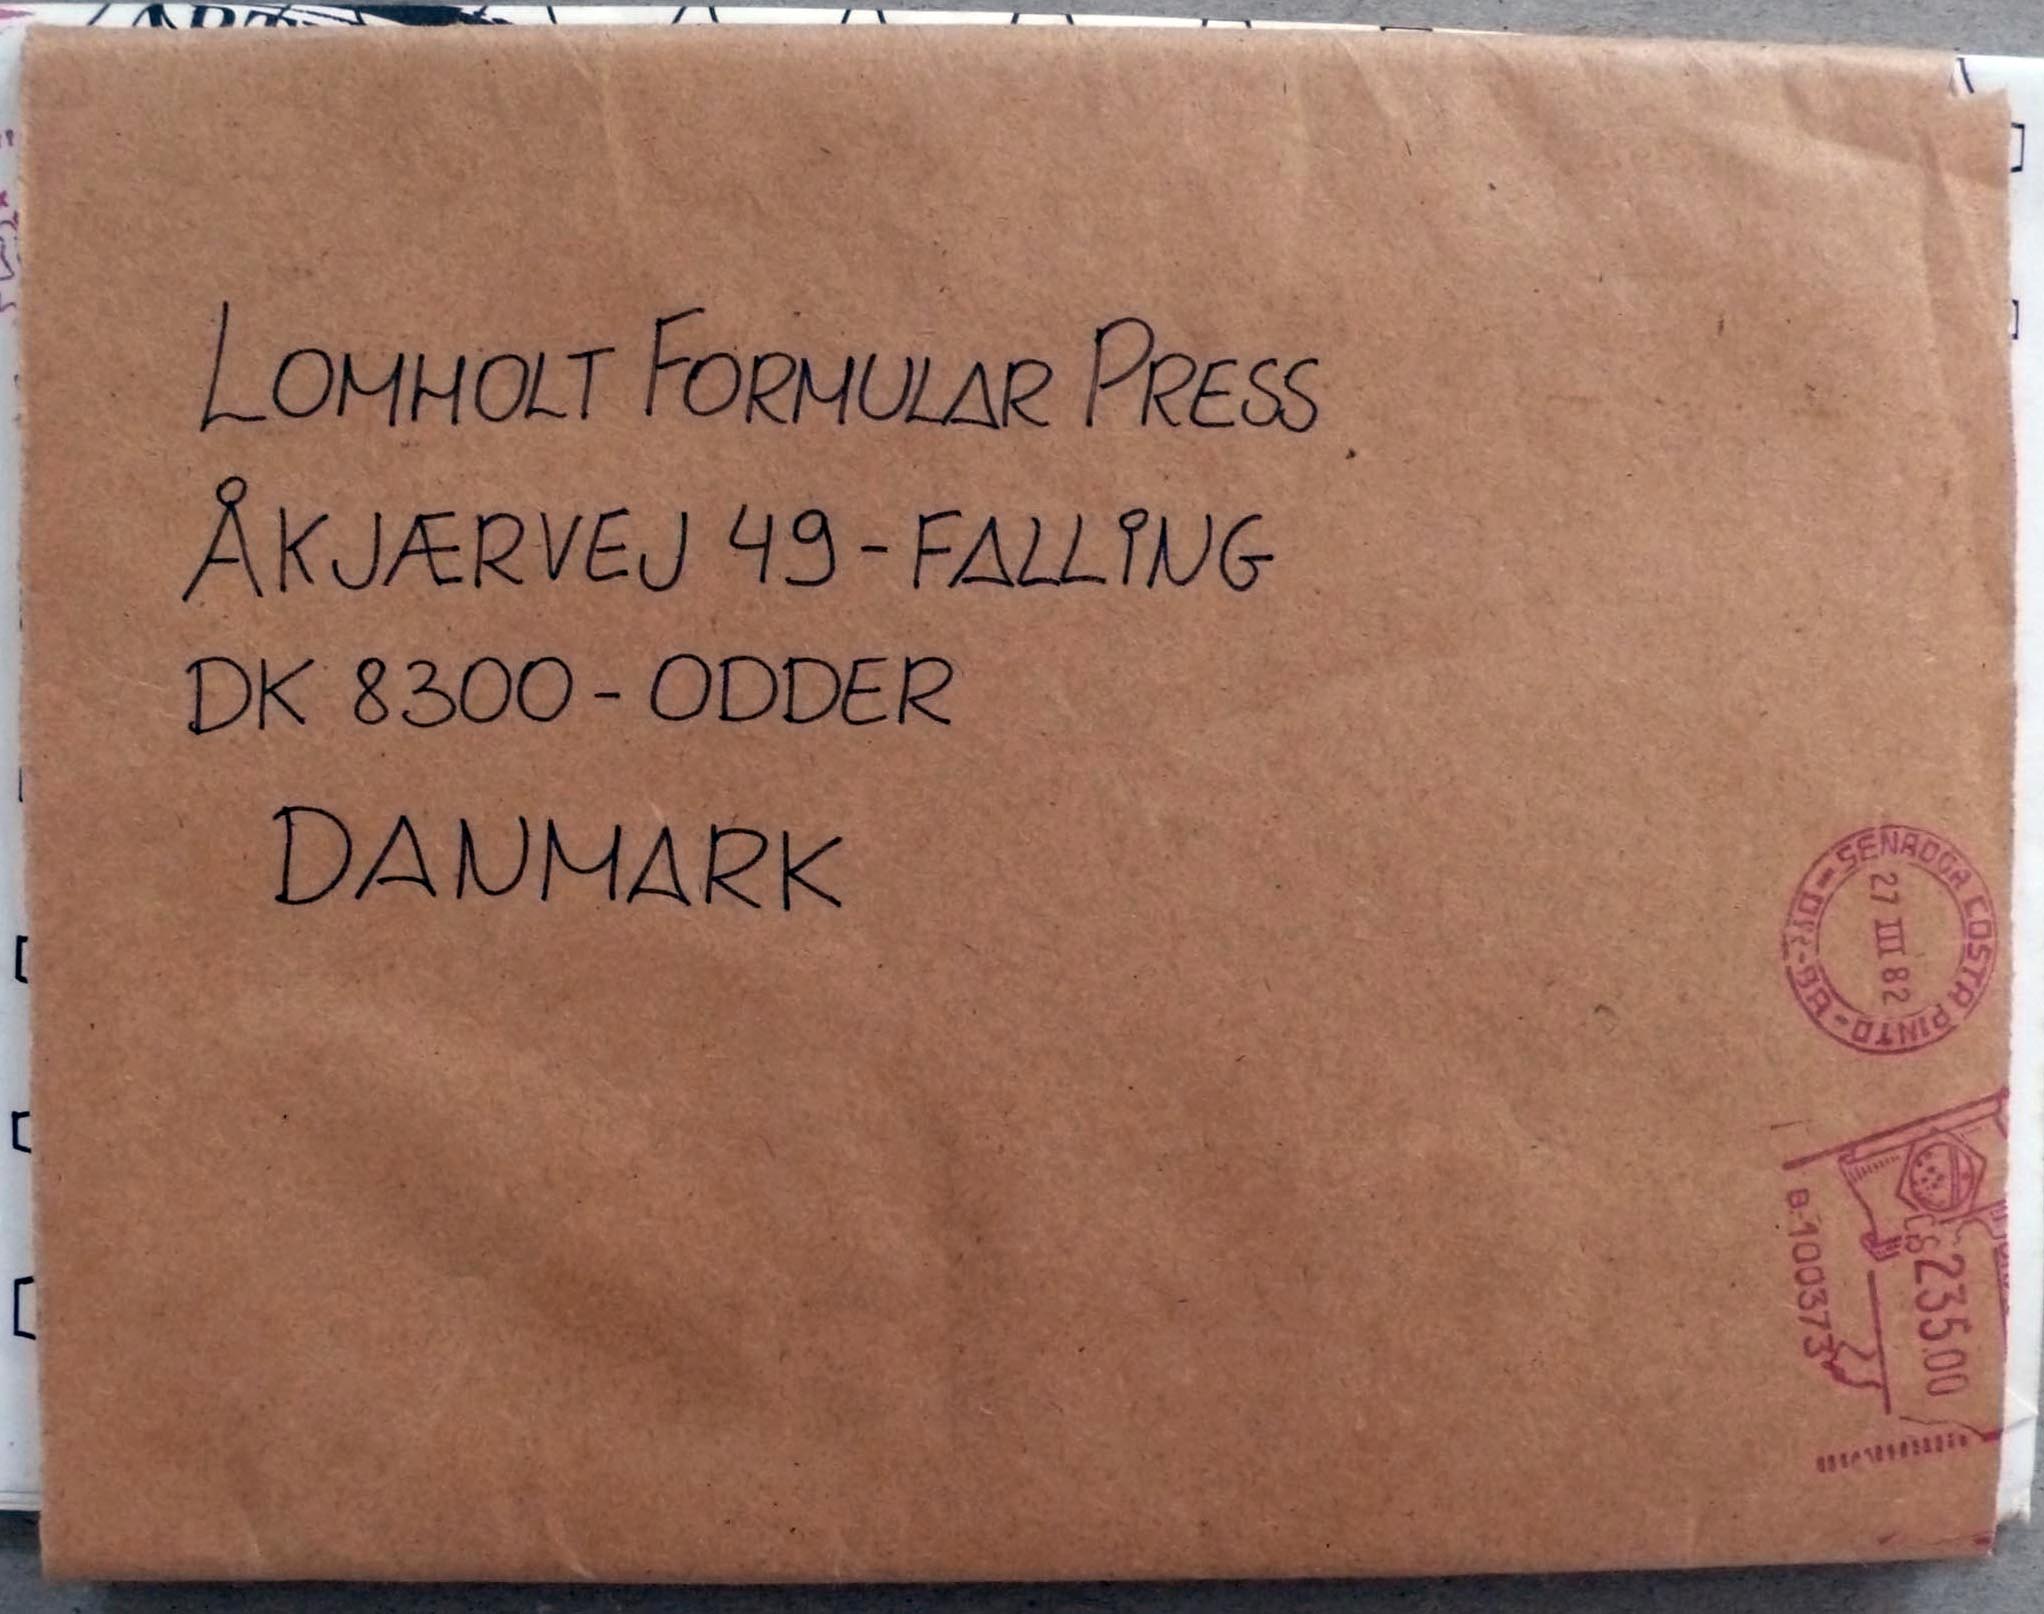 LOMHOLT FORMULAR PRESS
ÅKJÆRVEJ 49 - FALLING
DK 8300 - ODDER
DANMARK
SENADOR COSTA PINTO - BA
27 III 82
B.100373
235.00